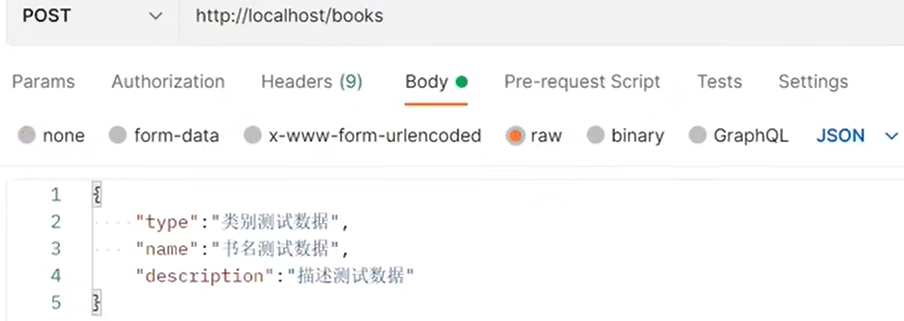 POST http://localhost/books
Params Authorization Headers (9) Body Pre-request Script Tests Settings
none form-data x-www-form-urlencoded raw binary GraphQL JSON
1 {
2 "type":"类别测试数据",
3 "name":"书名测试数据",
4 "description":"描述测试数据"
5 }